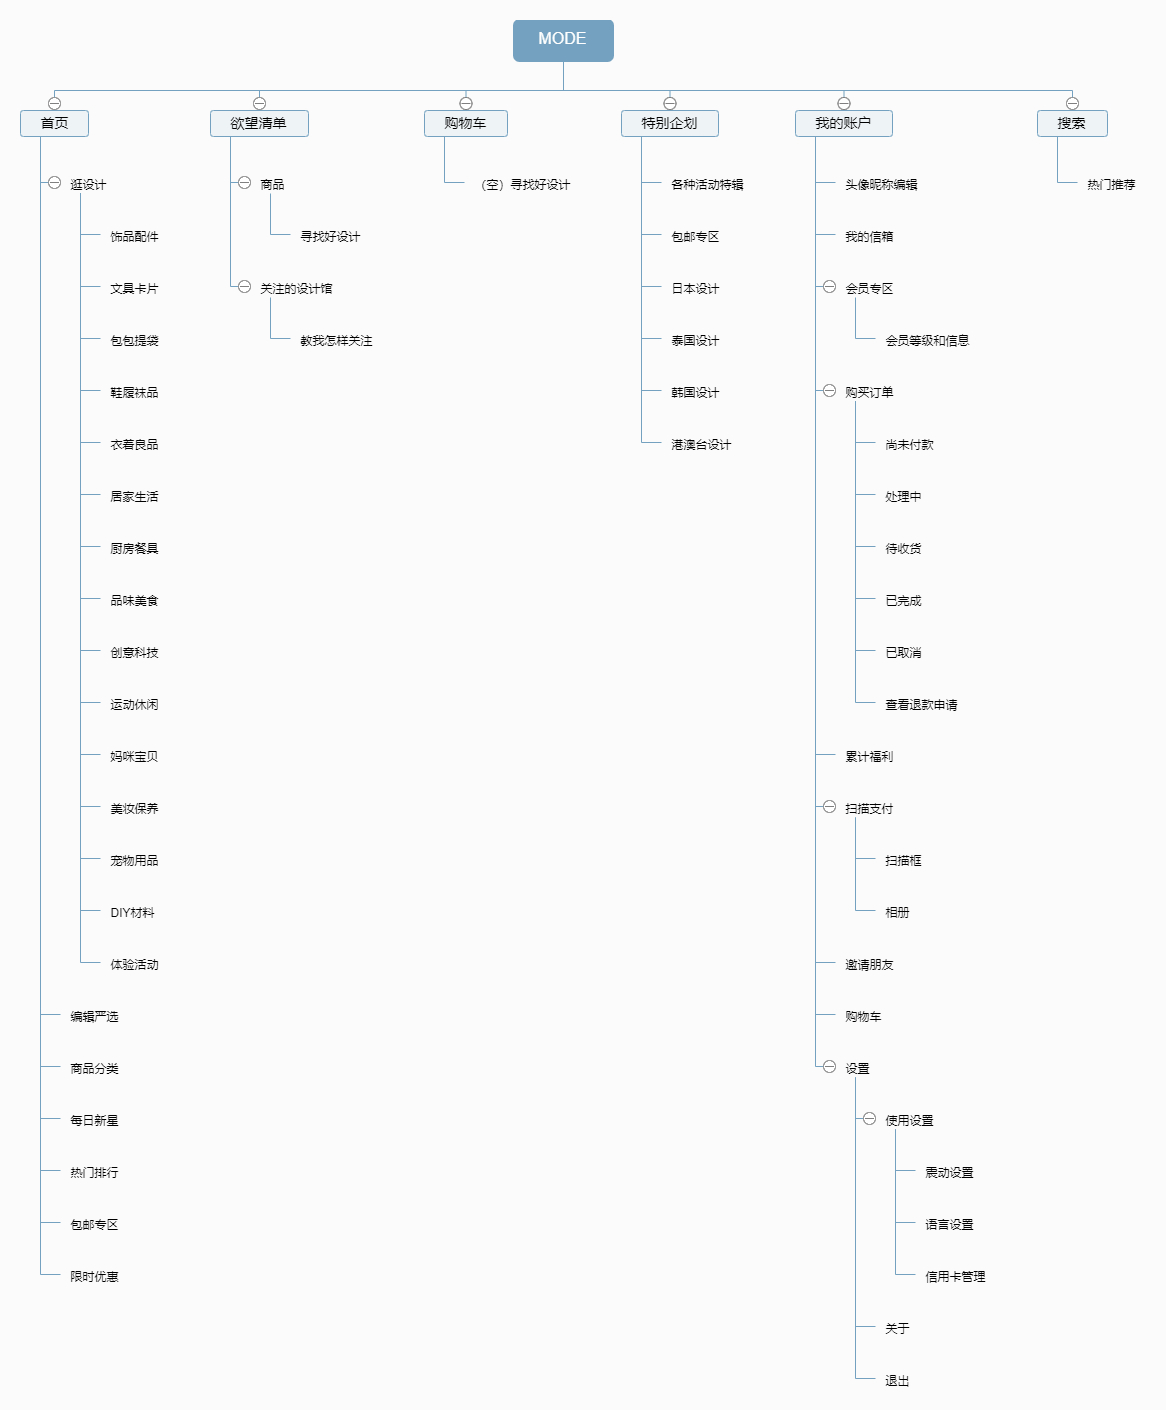 MODE
首页
逛设计
饰品配件
文具卡片
包包提袋
鞋履袜品
衣着良品
居家生活
厨房餐具
品味美食
创意科技
运动休闲
妈咪宝贝
美妆保养
宠物用品
DIY材料
体验活动
编辑严选
商品分类
每日新星
热门排行
包邮专区
限时优惠
欲望清单
商品
寻找好设计
关注的设计馆
教我怎样关注
购物车
（空）寻找好设计
特别企划
各种活动特辑
包邮专区
日本设计
泰国设计
韩国设计
港澳台设计
我的账户
头像昵称编辑
我的信箱
会员专区
会员等级和信息
购买订单
尚未付款
处理中
待收货
已完成
已取消
查看退款申请
累计福利
扫描支付
扫描框
相册
邀请朋友
购物车
设置
使用设置
震动设置
语言设置
信用卡管理
关于
退出
搜索
热门推荐